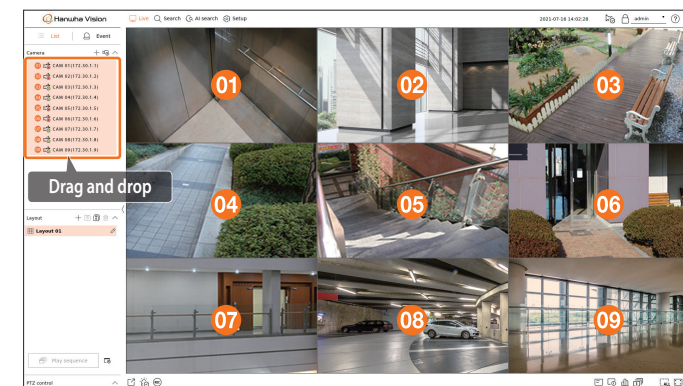 Hanwha Vision
Live Search AI search Setup
2021-07-16 14:02:28 admin
List Event
Camera
CAM 01(172.30.1.1)
CAM 02(172.30.1.2)
CAM 03(172.30.1.3)
CAM 04(172.30.1.4)
CAM 05(172.30.1.5)
CAM 06(172.30.1.6)
CAM 07(172.30.1.7)
CAM 08(172.30.1.8)
CAM 09(172.30.1.9)
Drag and drop
Layout
Layout 01
Play sequence
PTZ control
01
02
03
04
05
06
07
08
09
ALL